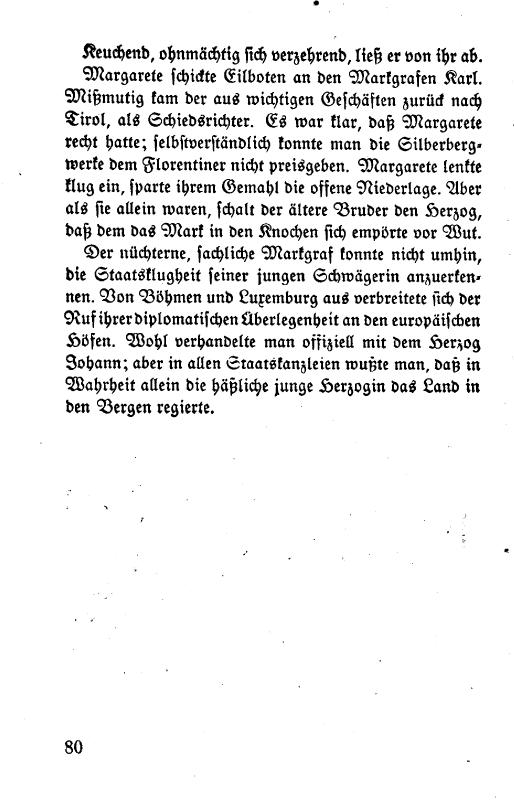 Keuchend, ohnmächtig sich verzehrend, ließ er von ihr ab.
Margarete schickte Eilboten an den Markgrafen Karl.
Mißmutig kam der aus wichtigen Geschäften zurück nach
Tirol, als Schiedsrichter. Es war klar, daß Margarete
recht hatte; selbstverständlich konnte man die Silberberg-
werke dem Florentiner nicht preisgeben. Margarete lenkte
klug ein, sparte ihrem Gemahl die offene Niederlage. Aber
als sie allein waren, schalt der ältere Bruder den Herzog,
daß dem das Mark in den Knochen sich empörte vor Wut.
Der nüchterne, sachliche Markgraf konnte nicht umhin,
die Staatsklugheit seiner jungen Schwägerin anzuerken-
nen. Von Böhmen und Luxemburg aus verbreitete sich der
Ruf ihrer diplomatischen Überlegenheit an den europäischen
Höfen. Wohl verhandelte man offiziell mit dem Herzog
Johann; aber in allen Staatskanzleien wußte man, daß in
Wahrheit allein die häßliche junge Herzogin das Land in
den Bergen regierte.
80